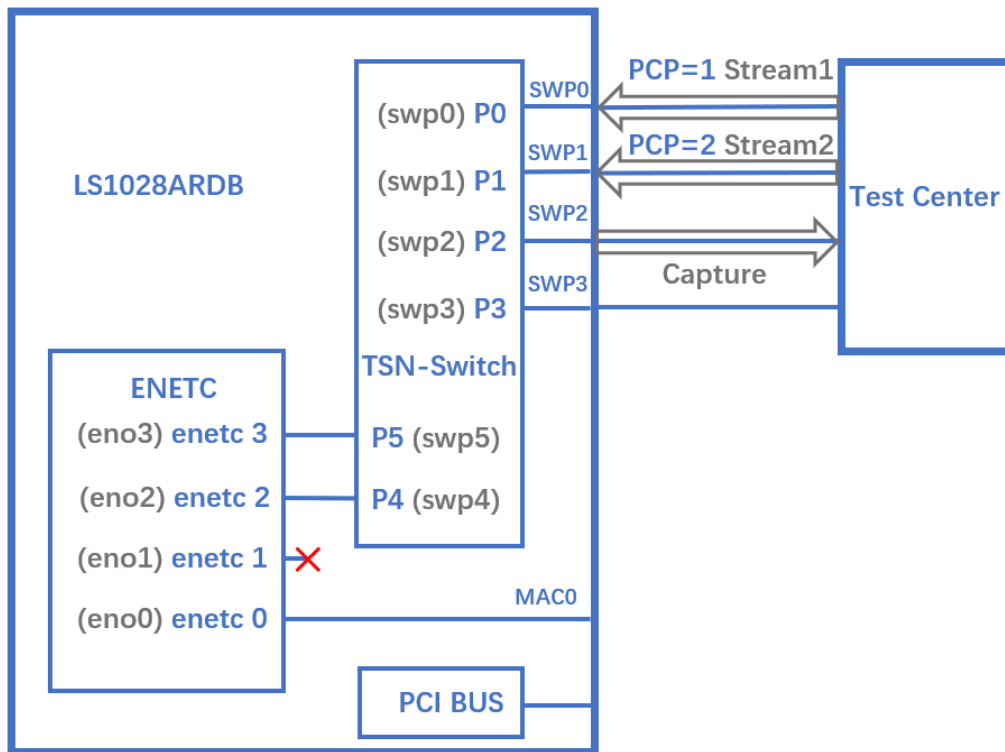 PCP=1 Stream1
SWP0
(swp0) P0
PCP=2 Stream2
SWP1
LS1028ARDB
(swp1) P1
Test Center
SWP2
(swp2) P2
Capture
SWP3
(swp3) P3
TSN-Switch
ENETC
(eno3) enetc 3
P5 (swp5)
(eno2) enetc 2
P4 (swp4)
(eno1) enetc 1
MAC0
(eno0) enetc 0
PCI BUS